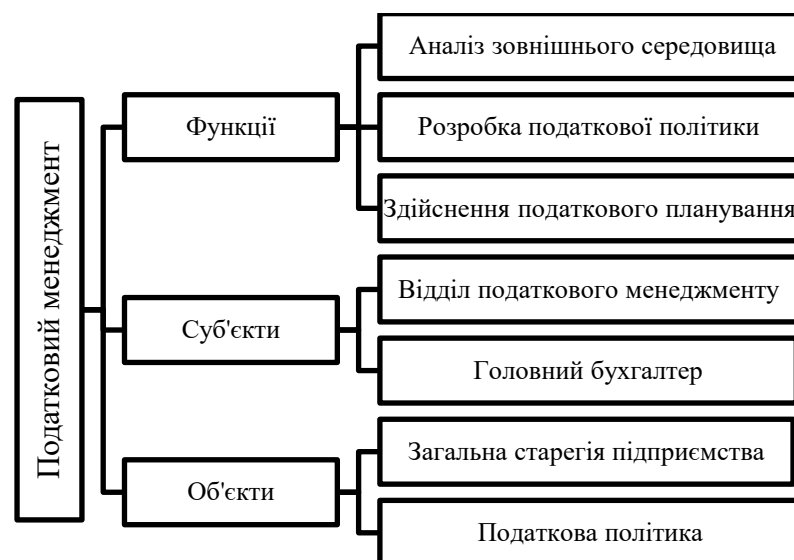 Податковий менеджмент
Функції
Аналіз зовнішнього середовища
Розробка податкової політики
Здійснення податкового планування
Суб'єкти
Відділ податкового менеджменту
Головний бухгалтер
Об'єкти
Загальна старегія підприємства
Податкова політика